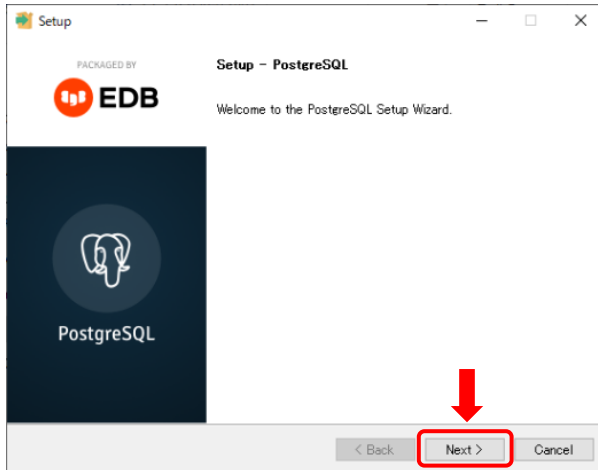 Setup
PACKAGED BY
EDB
Setup - PostgreSQL
Welcome to the PostgreSQL Setup Wizard.
PostgreSQL
< Back
Next >
Cancel